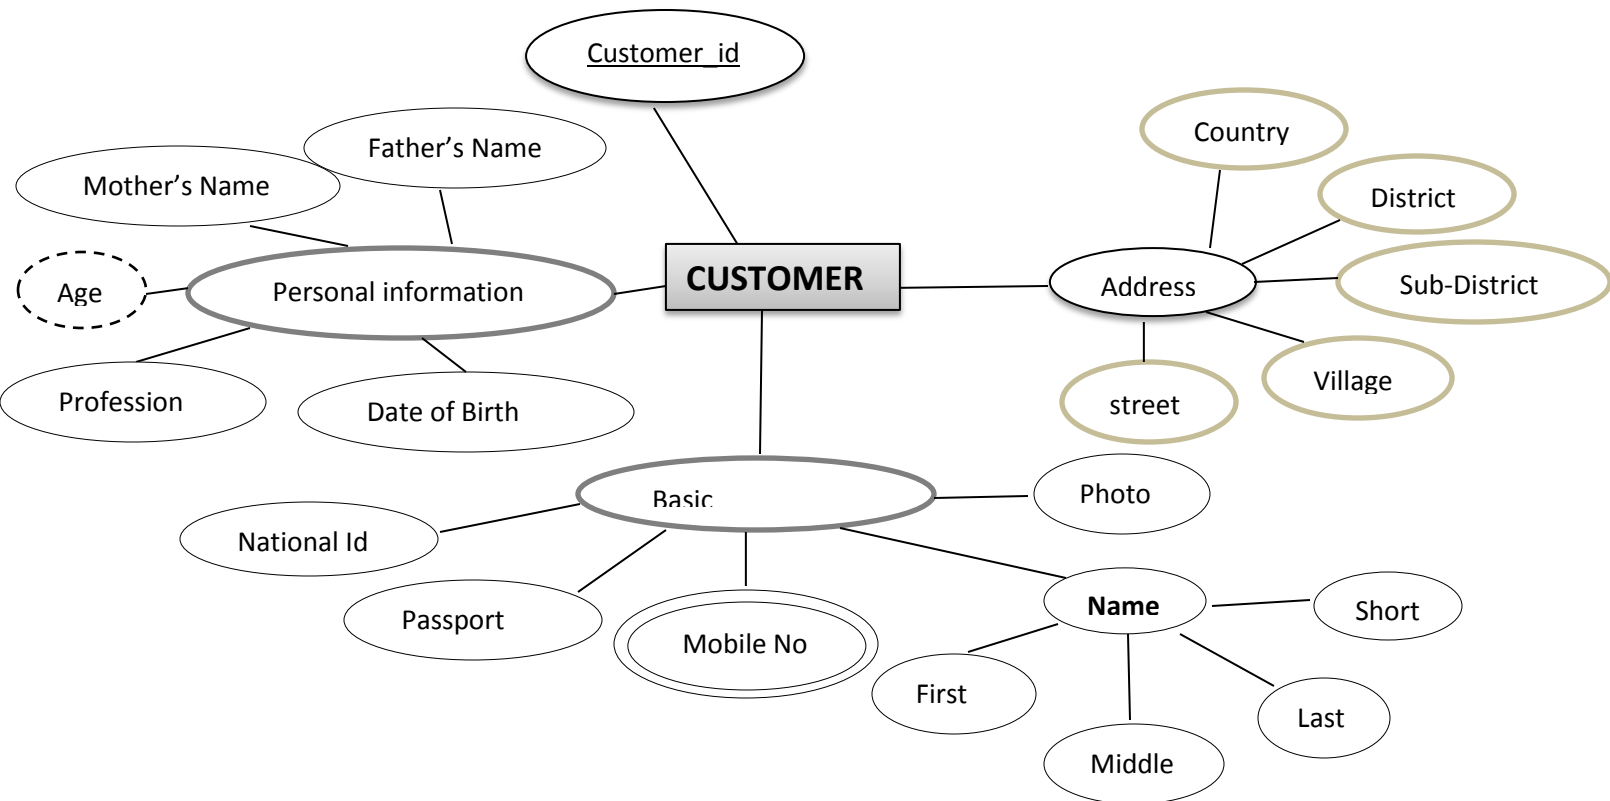 Customer_id
Country
Father's Name
Mother's Name
District
CUSTOMER
Age
Personal information
Address
Sub-District
Profession
Date of Birth
street
Village
Basic
Photo
National Id
Passport
Mobile No
Name
Short
First
Last
Middle